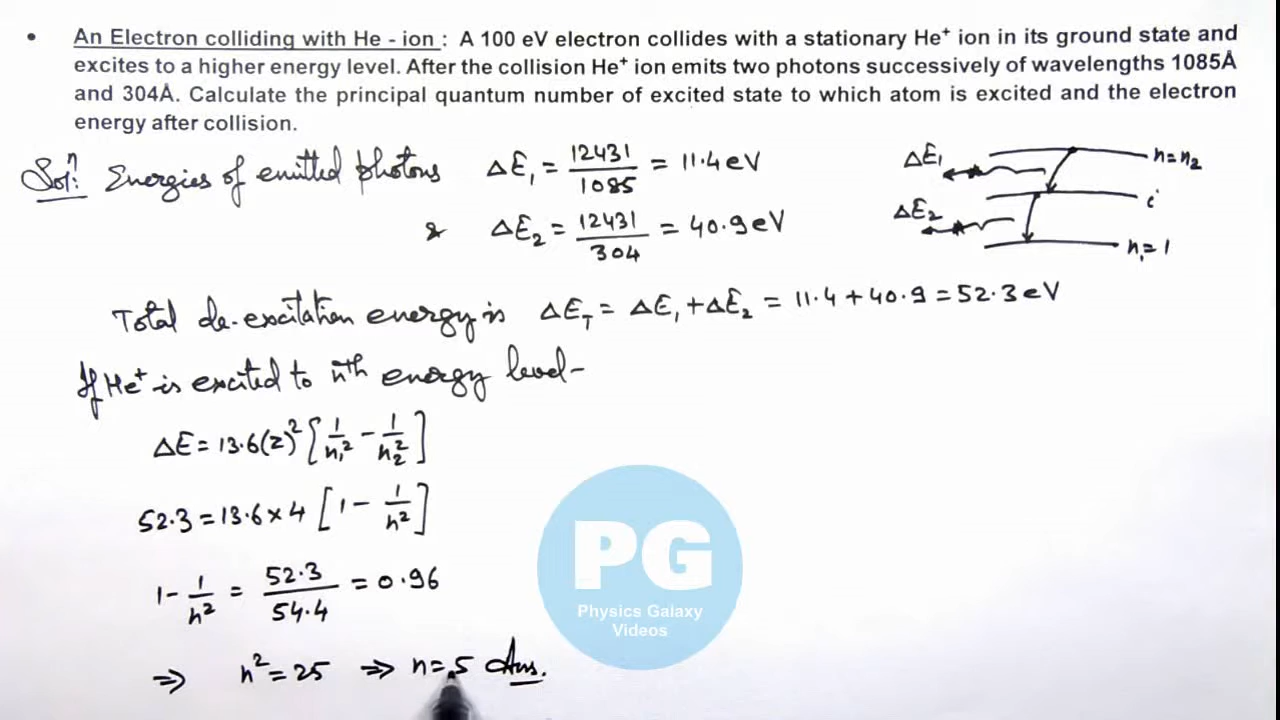 • An Electron colliding with He - ion : A 100 eV electron collides with a stationary He⁺ ion in its ground state and
excites to a higher energy level. After the collision He⁺ ion emits two photons successively of wavelengths 1085Å
and 304Å. Calculate the principal quantum number of excited state to which atom is excited and the electron
energy after collision.
Solⁿ: Energies of emitted photons ΔE₁ = 12431/1085 = 11.4 eV
& ΔE₂ = 12431/304 = 40.9 eV
ΔE₁ n=n₂
ΔE₂ i
n₁=1
Total de-excitation energy is ΔE_T = ΔE₁ + ΔE₂ = 11.4 + 40.9 = 52.3 eV
If He⁺ is excited to nth energy level-
ΔE = 13.6(z)² [1/n₁² - 1/n₂²]
52.3 = 13.6 × 4 [1 - 1/n²]
1 - 1/n² = 52.3/54.4 = 0.96
⇒ n² = 25 ⇒ n = 5 Ans.
PG
Physics Galaxy
Videos